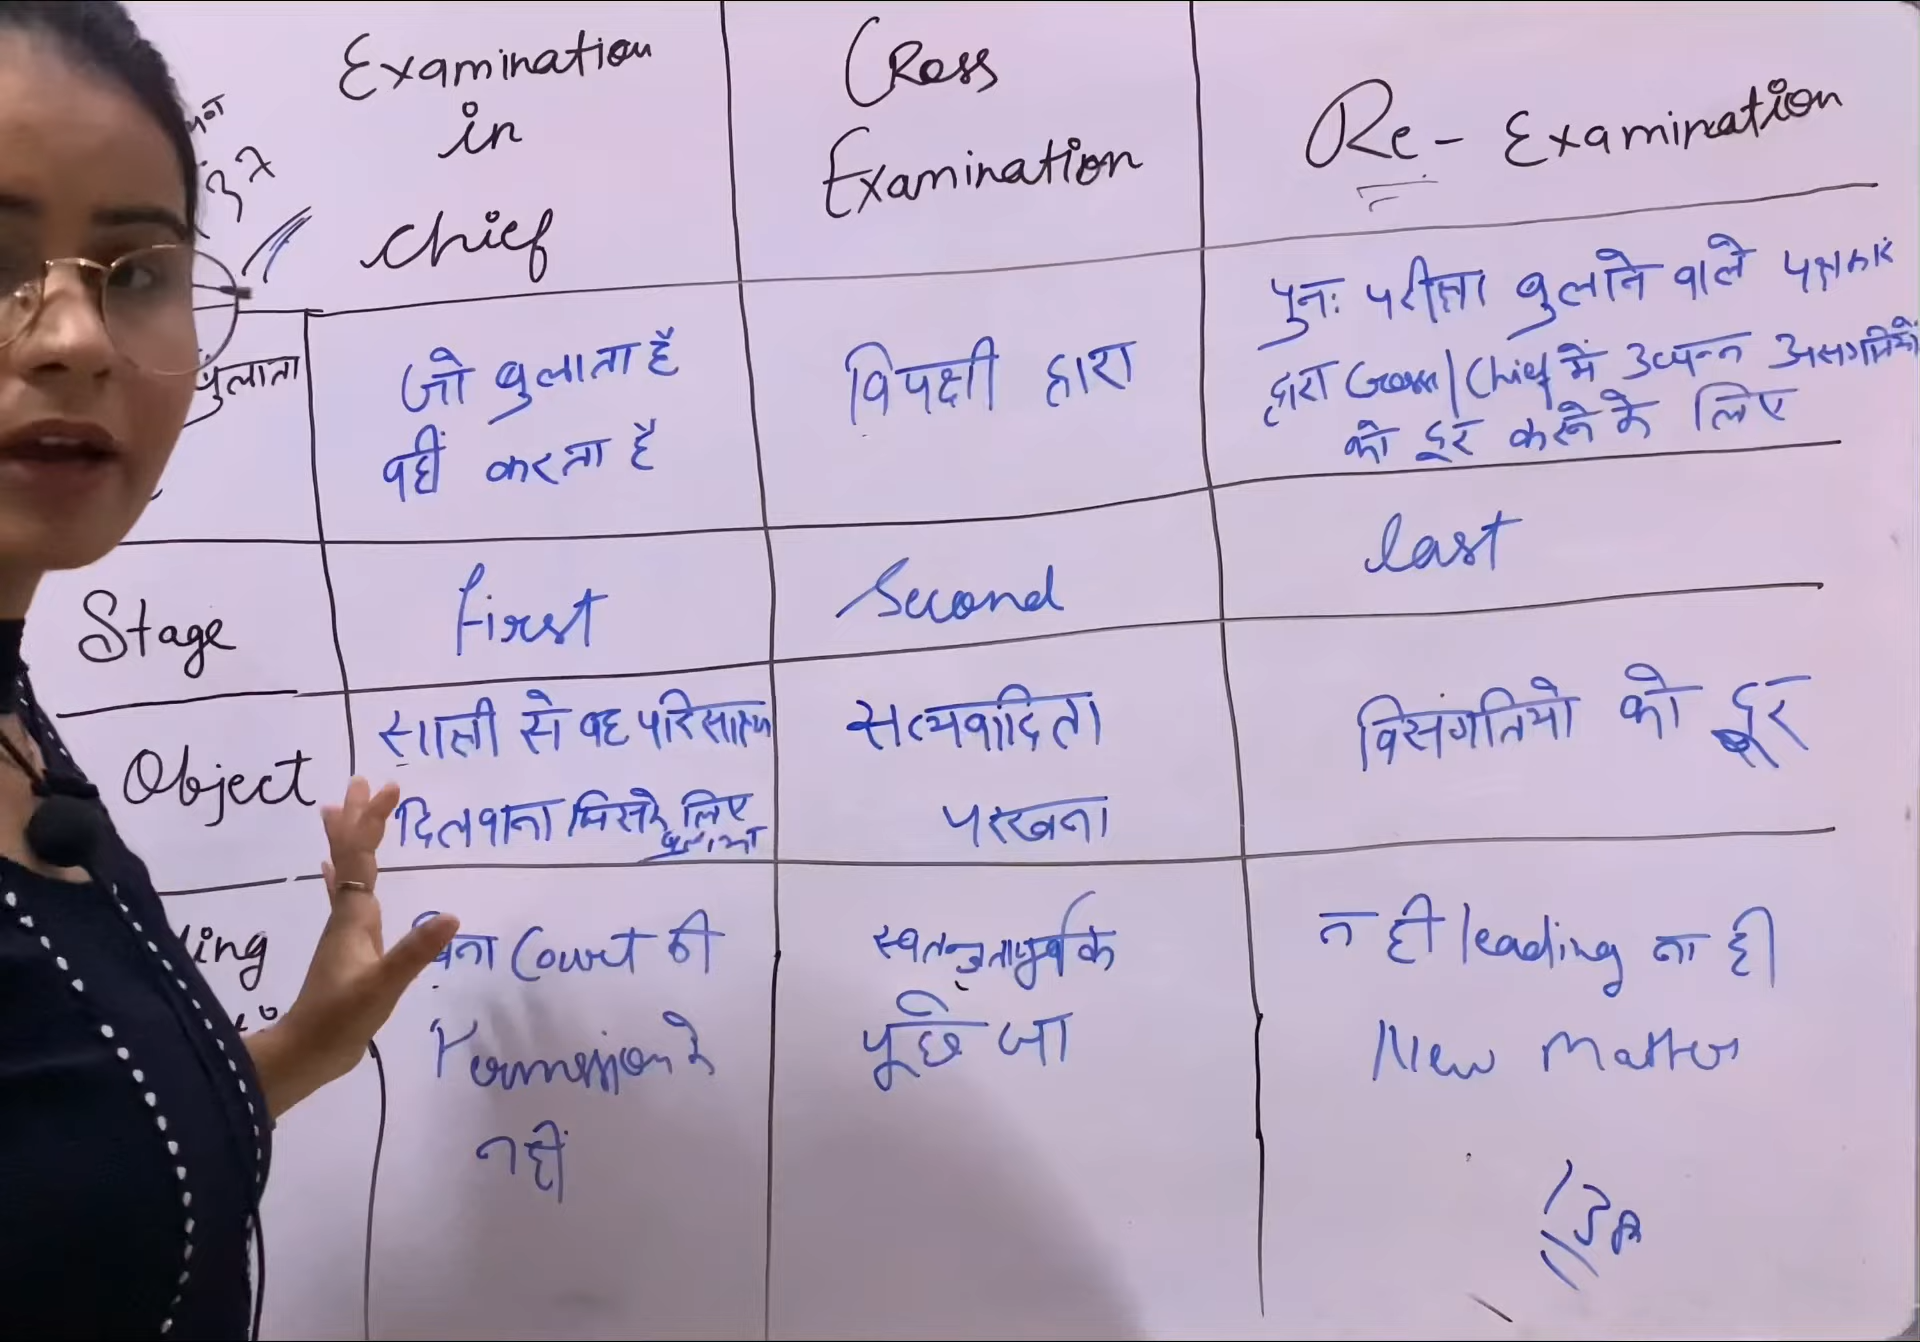 Examination
in
chief
Cross
Examination
Re - Examination
बुलाता
जो बुलाता है
वही करता है
विपक्षी द्वारा
पुनः परीक्षा बुलाने वाले पक्षकार
द्वारा Cross/Chief में उत्पन्न असंगतियो
को दूर करने के लिए
Stage
First
Second
last
Object
साक्षी से वह परिसाक्ष्य
दिलवाना जिसके लिए
बुलाया
सत्यवादिता
परखना
विसंगतियो को दूर
ding
बिना Court की
Permission के
नहीं
स्वतन्त्रतापूर्वक
पूछे जा
न ही leading ना ही
New Matter